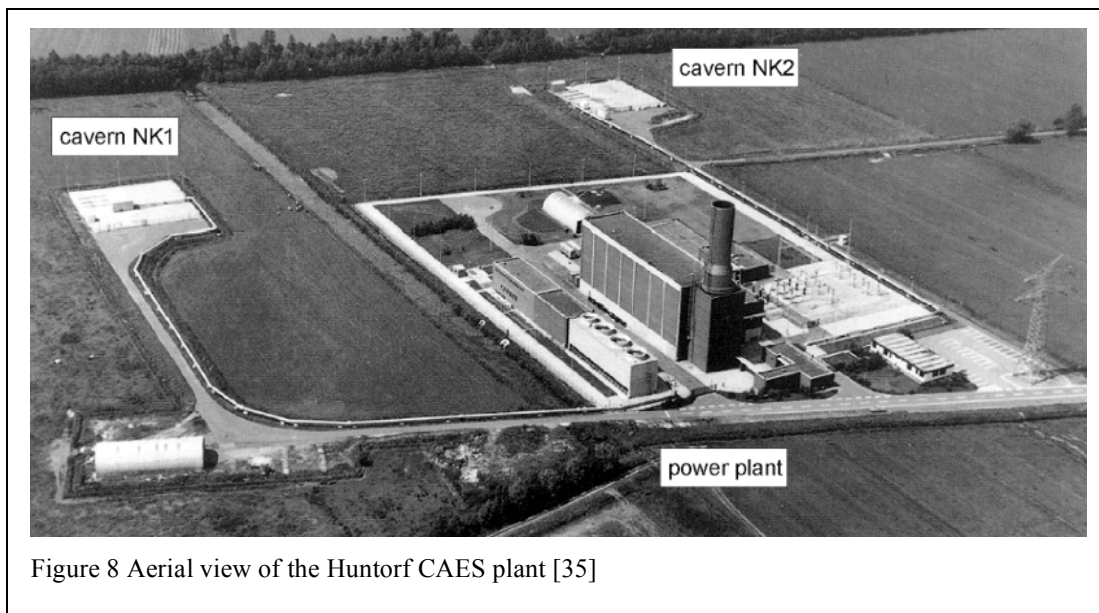 cavern NK2
cavern NK1
power plant
Figure 8 Aerial view of the Huntorf CAES plant [35]